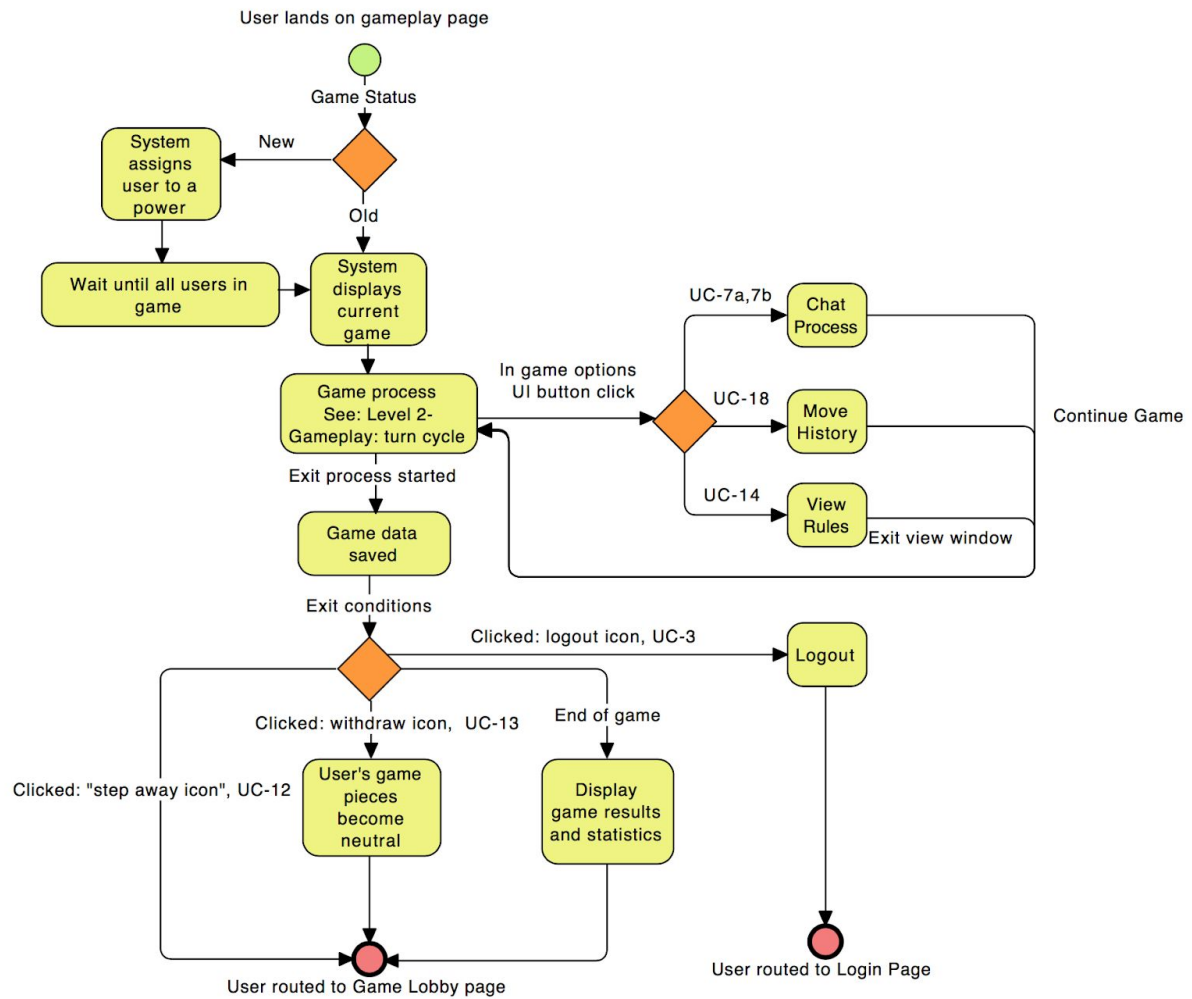 User lands on gameplay page
Game Status
New
System
assigns
user to a
power
Old
Wait until all users in
game
System
displays
current
game
Game process
See: Level 2-
Gameplay: turn cycle
In game options
UI button click
UC-7a,7b
Chat
Process
UC-18
Move
History
UC-14
View
Rules
Exit view window
Continue Game
Exit process started
Game data
saved
Exit conditions
Clicked: logout icon, UC-3
Logout
Clicked: withdraw icon,  UC-13
End of game
Clicked: "step away icon", UC-12
User's game
pieces
become
neutral
Display
game results
and statistics
User routed to Game Lobby page
User routed to Login Page